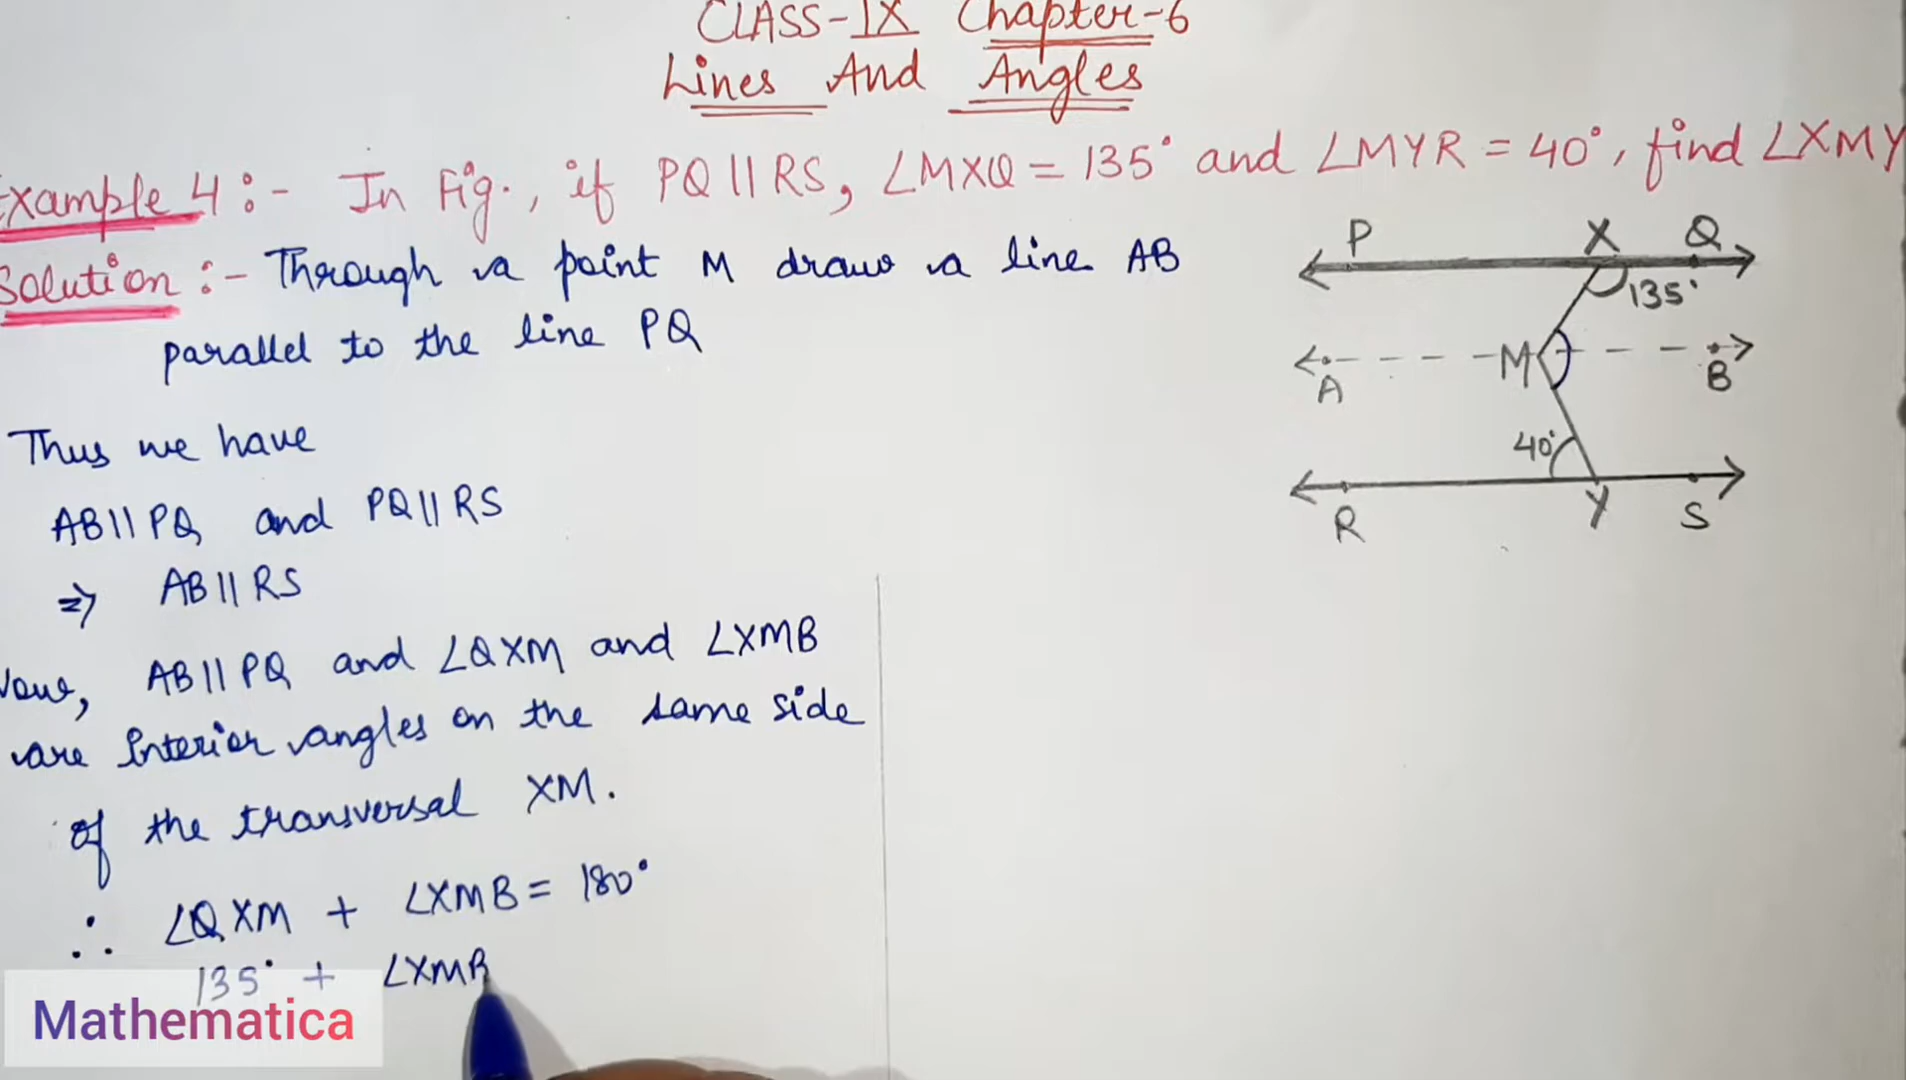 CLASS-IX Chapter-6
Lines And Angles
Example 4:- In Fig., if PQ || RS, ∠MXQ = 135° and ∠MYR = 40°, find ∠XMY
Solution:- Through a point M draw a line AB
parallel to the line PQ
Thus we have
AB || PQ and PQ || RS
⇒ AB || RS
Now, AB || PQ and ∠QXM and ∠XMB
are Interior angles on the same side
of the transversal XM.
∴ ∠QXM + ∠XMB = 180°
135° + ∠XMB
P X Q
135°
M
A B
40°
R Y S
Mathematica